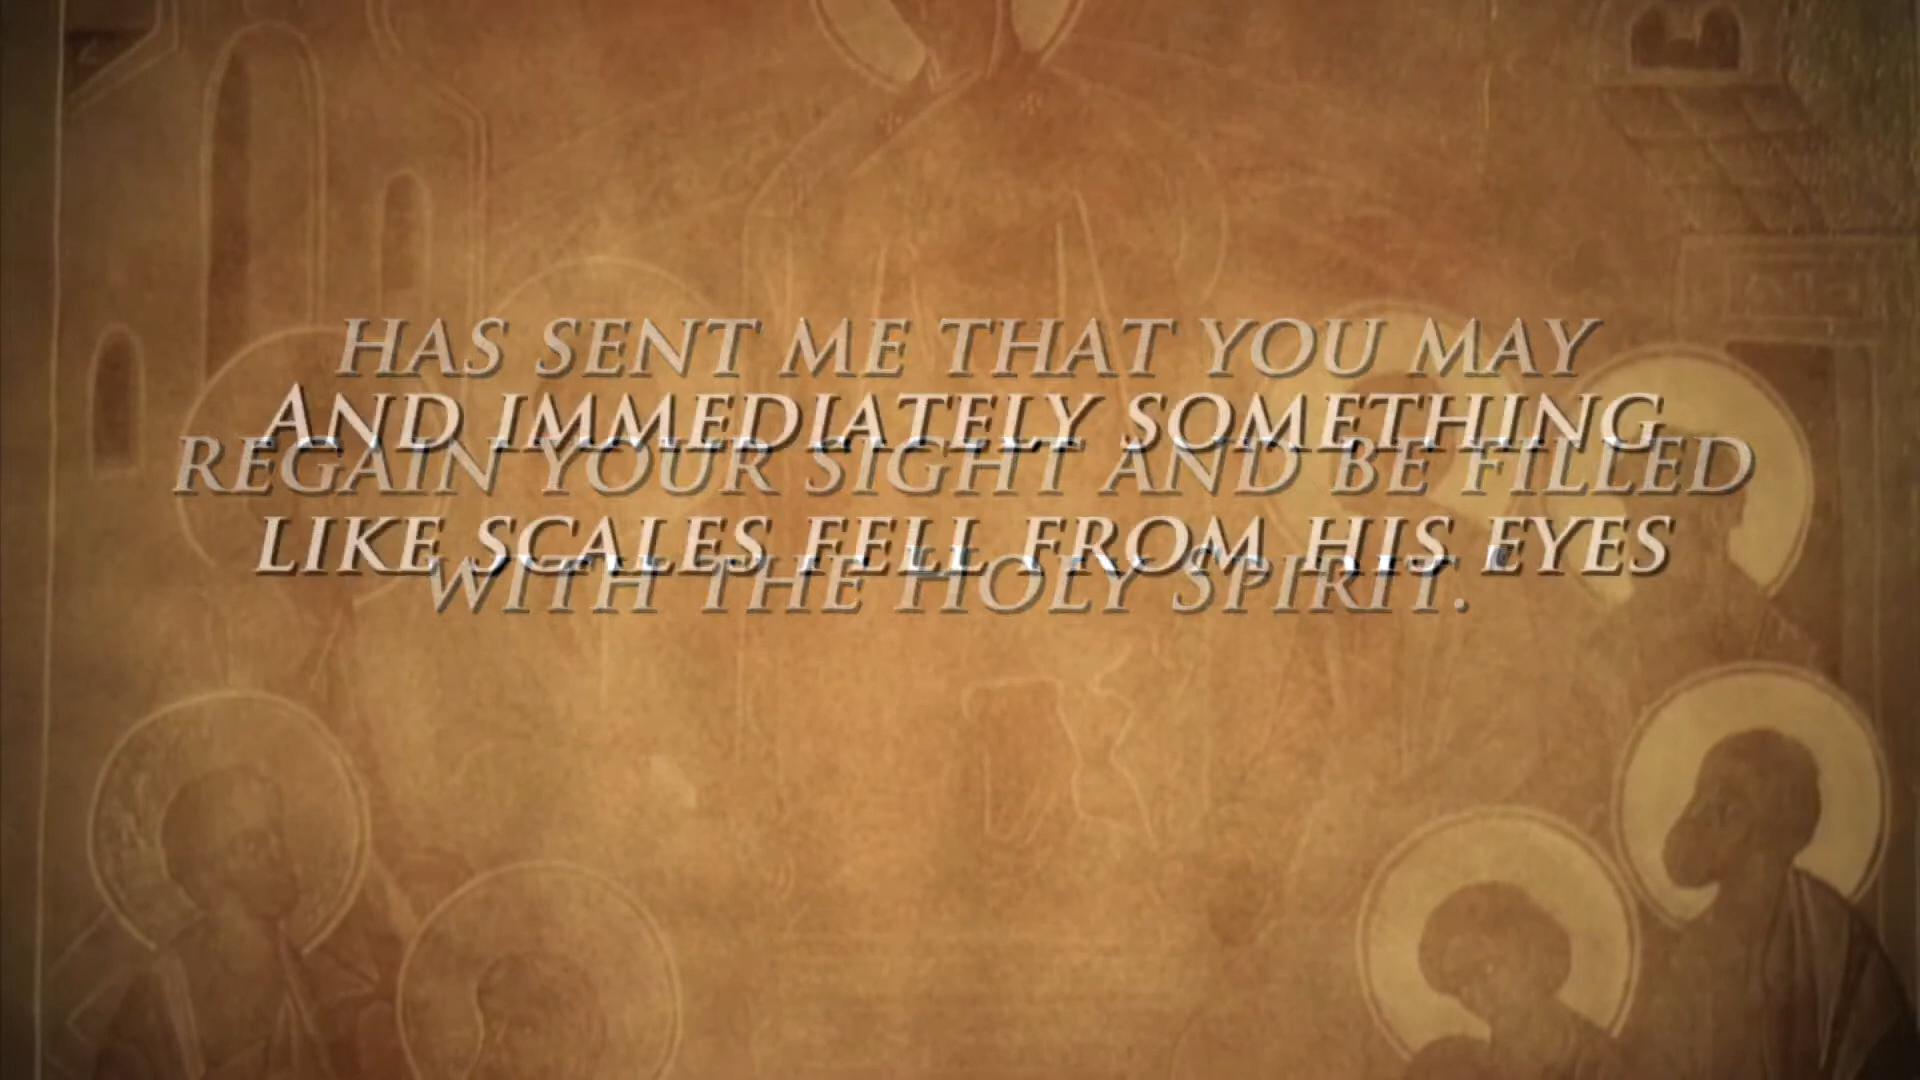 HAS SENT ME THAT YOU MAY
AND IMMEDIATELY SOMETHING
REGAIN YOUR SIGHT AND BE FILLED
LIKE SCALES FELL FROM HIS EYES
WITH THE HOLY SPIRIT."